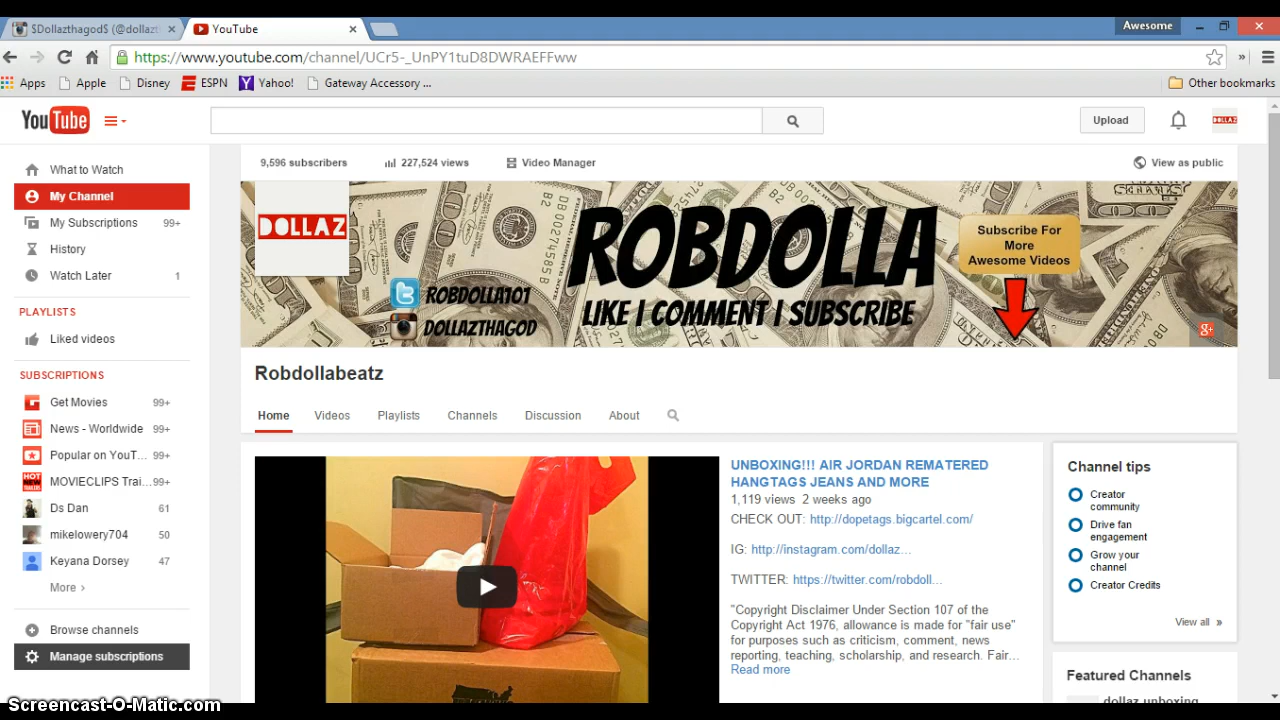 $Dollazthagod$ (@dollazt
YouTube
Awesome
https://www.youtube.com/channel/UCr5-_UnPY1tuD8DWRAEFFww
Apps
Apple
Disney
ESPN
Yahoo!
Gateway Accessory ...
Other bookmarks
YouTube
Upload
DOLLAZ
What to Watch
My Channel
My Subscriptions 99+
History
Watch Later 1
PLAYLISTS
Liked videos
SUBSCRIPTIONS
Get Movies 99+
News - Worldwide 99+
Popular on YouT... 99+
MOVIECLIPS Trai... 99+
Ds Dan 61
mikelowery704 50
Keyana Dorsey 47
More ›
Browse channels
Manage subscriptions
9,596 subscribers
227,524 views
Video Manager
View as public
DOLLAZ
ROBDOLLA
LIKE | COMMENT | SUBSCRIBE
ROBDOLLA101
DOLLAZTHAGOD
Subscribe For
More
Awesome Videos
g+
Robdollabeatz
Home
Videos
Playlists
Channels
Discussion
About
UNBOXING!!! AIR JORDAN REMATERED
HANGTAGS JEANS AND MORE
1,119 views 2 weeks ago
CHECK OUT: http://dopetags.bigcartel.com/
IG: http://instagram.com/dollaz...
TWITTER: https://twitter.com/robdoll...
"Copyright Disclaimer Under Section 107 of the
Copyright Act 1976, allowance is made for "fair use"
for purposes such as criticism, comment, news
reporting, teaching, scholarship, and research. Fair...
Read more
Channel tips
Creator
community
Drive fan
engagement
Grow your
channel
Creator Credits
View all »
Featured Channels
dollaz unboxing
Screencast-O-Matic.com